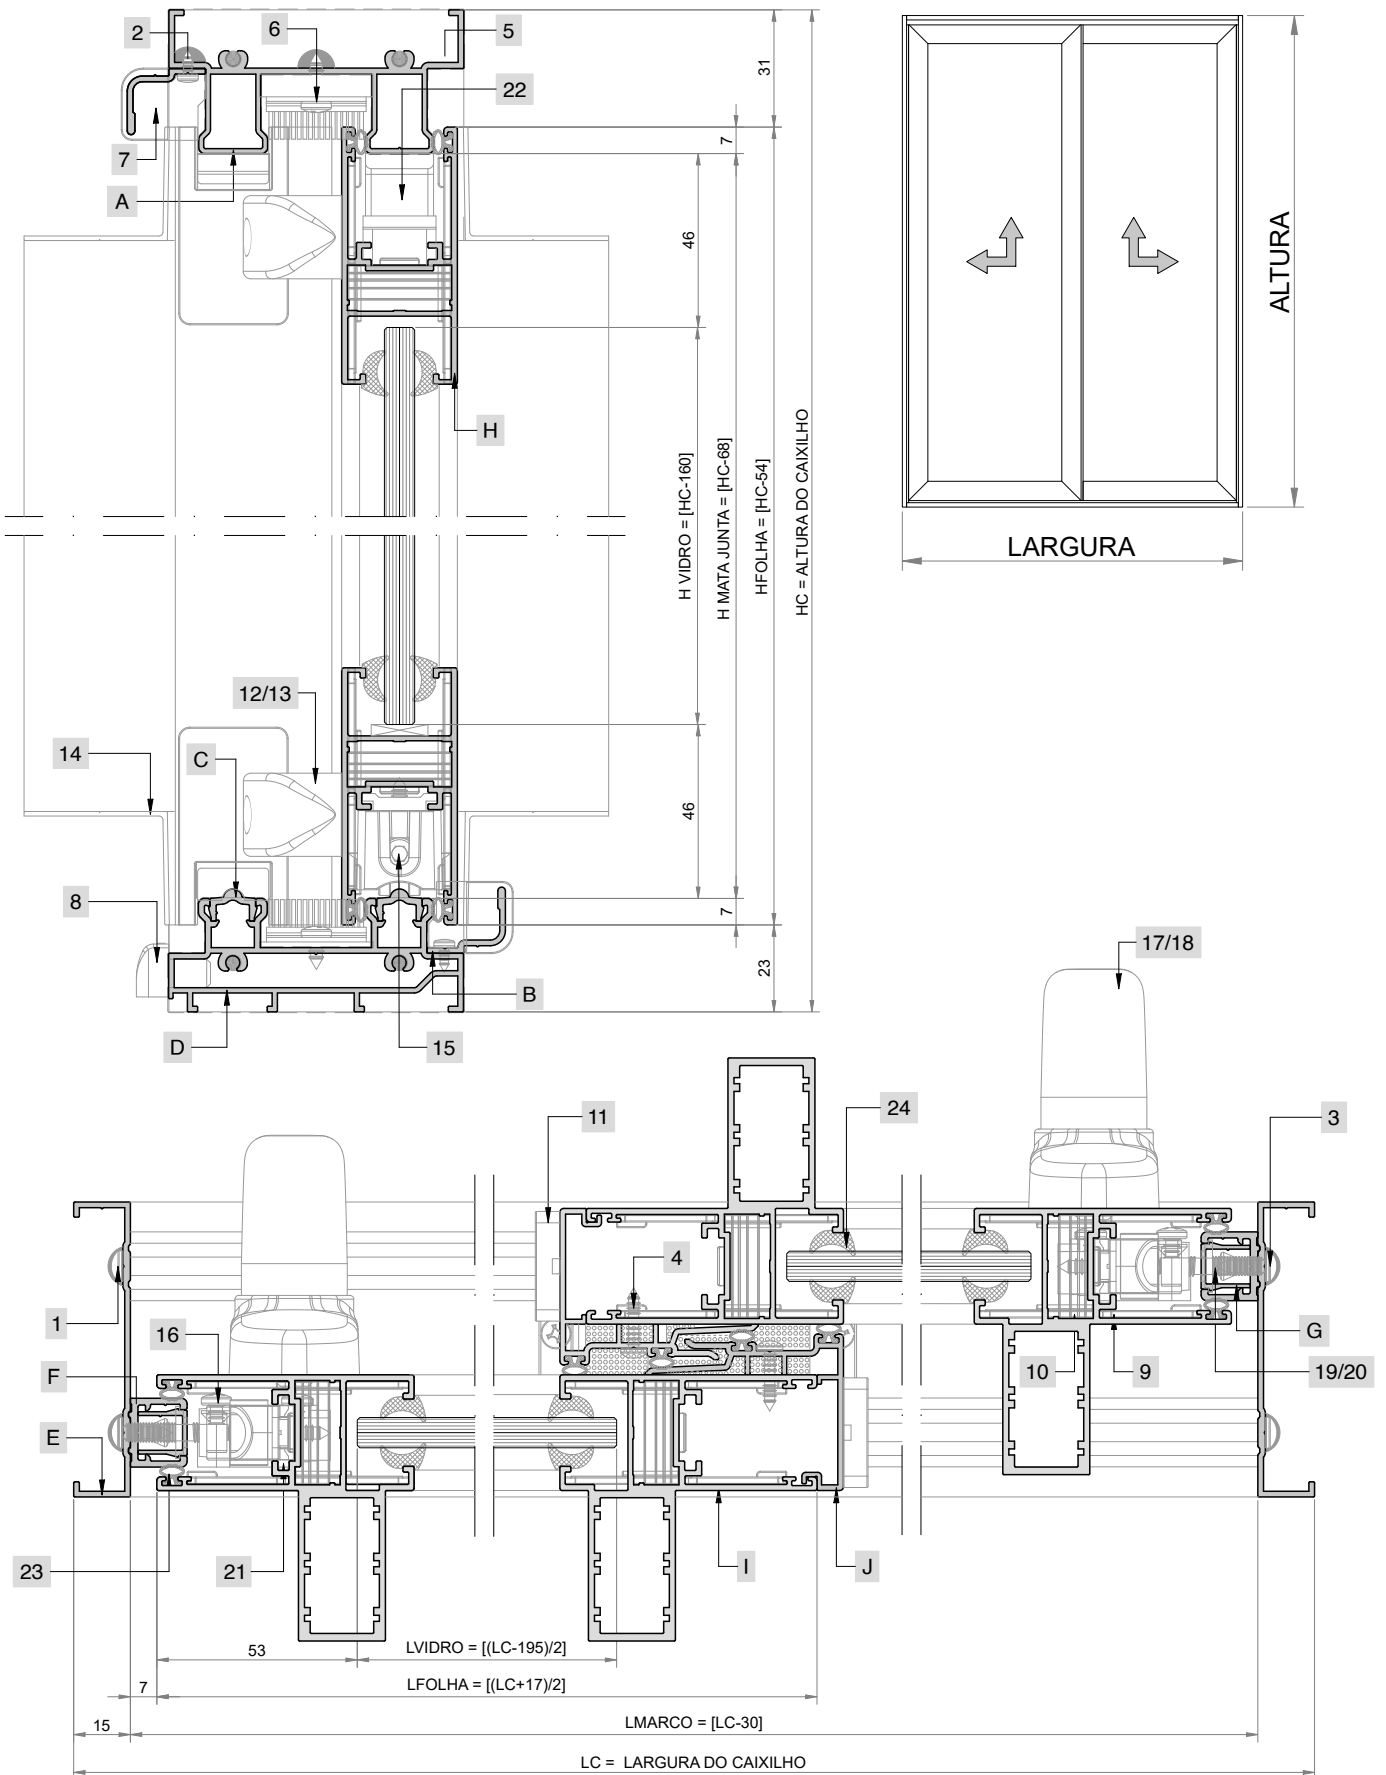 2
6
5
22
7
A
31
7
46
H
H VIDRO = [HC-160]
H MATA JUNTA = [HC-68]
HFOLHA = [HC-54]
HC = ALTURA DO CAIXILHO
ALTURA
LARGURA
12/13
14
C
46
8
7
23
B
D
15
17/18
11
24
3
4
1
16
F
E
G
10
9
19/20
23
21
I
J
53
LVIDRO = [(LC-195)/2]
7
LFOLHA = [(LC+17)/2]
15
LMARCO = [LC-30]
LC = LARGURA DO CAIXILHO